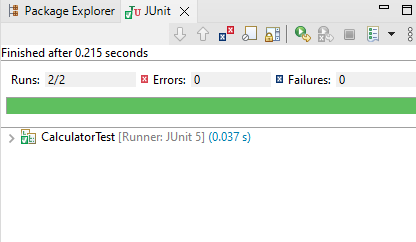 Package Explorer JUnit
Finished after 0.215 seconds
Runs: 2/2 Errors: 0 Failures: 0
CalculatorTest [Runner: JUnit 5] (0.037 s)